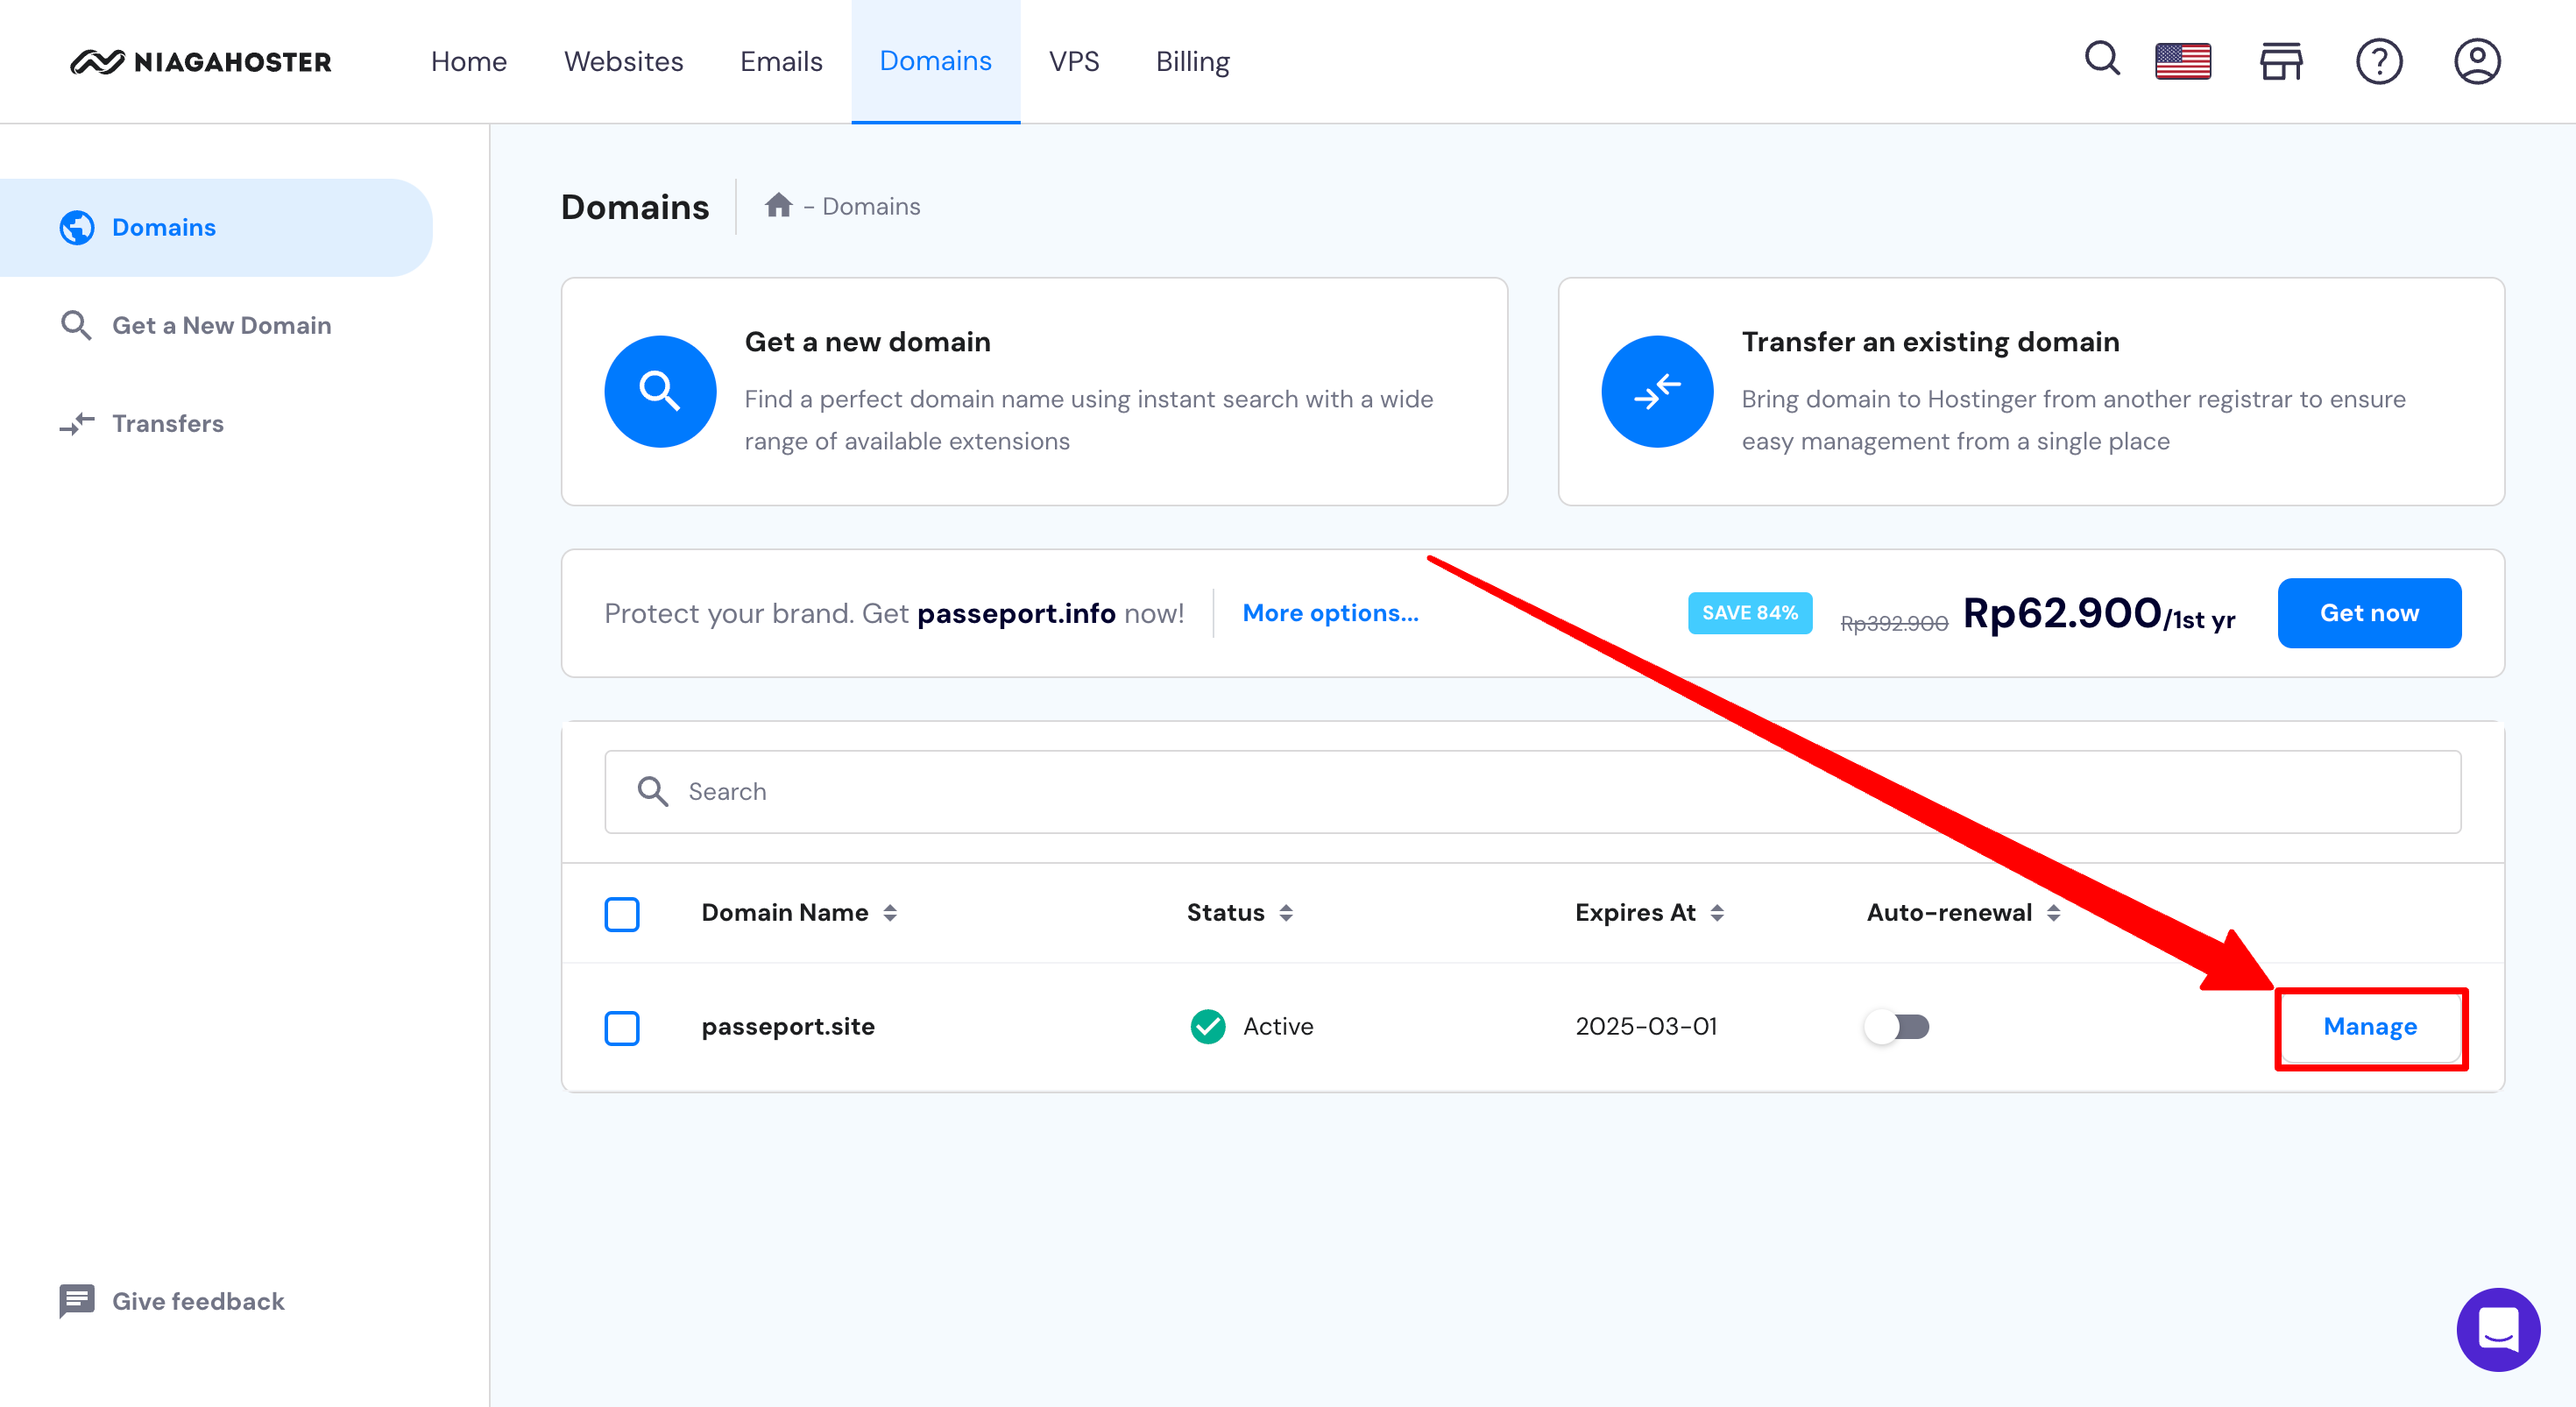 NIAGAHOSTER
Home
Websites
Emails
Domains
VPS
Billing
Domains
Get a New Domain
Transfers
Give feedback
Domains
– Domains
Get a new domain
Find a perfect domain name using instant search with a wide
range of available extensions
Transfer an existing domain
Bring domain to Hostinger from another registrar to ensure
easy management from a single place
Protect your brand. Get passeport.info now!
More options...
SAVE 84%
Rp392.900
Rp62.900/1st yr
Get now
Search
Domain Name
Status
Expires At
Auto-renewal
passeport.site
Active
2025-03-01
Manage